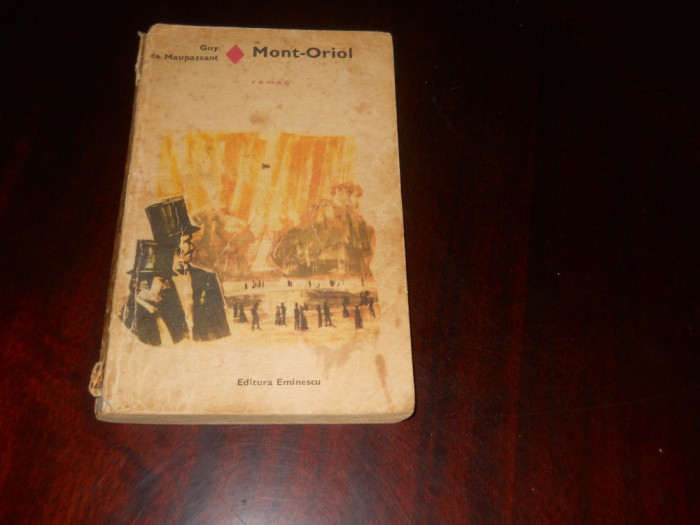 Guy
de Maupassant
Mont-Oriol
roman
Editura Eminescu